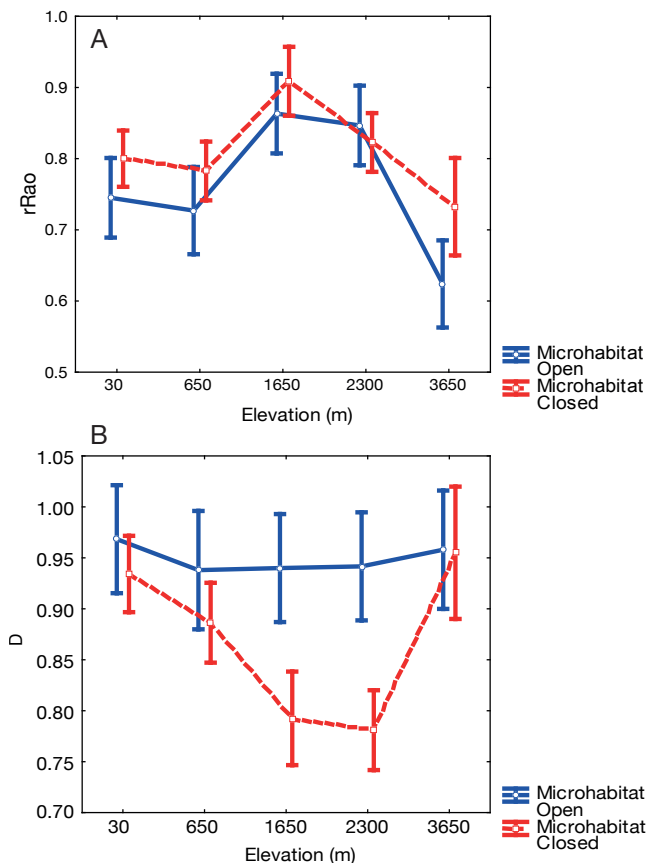 A
1.0
0.9
0.8
0.7
0.6
0.5
rRao
30 650 1650 2300 3650
Elevation (m)
Microhabitat
Open
Microhabitat
Closed
B
1.05
1.00
0.95
0.90
0.85
0.80
0.75
0.70
D
30 650 1650 2300 3650
Elevation (m)
Microhabitat
Open
Microhabitat
Closed